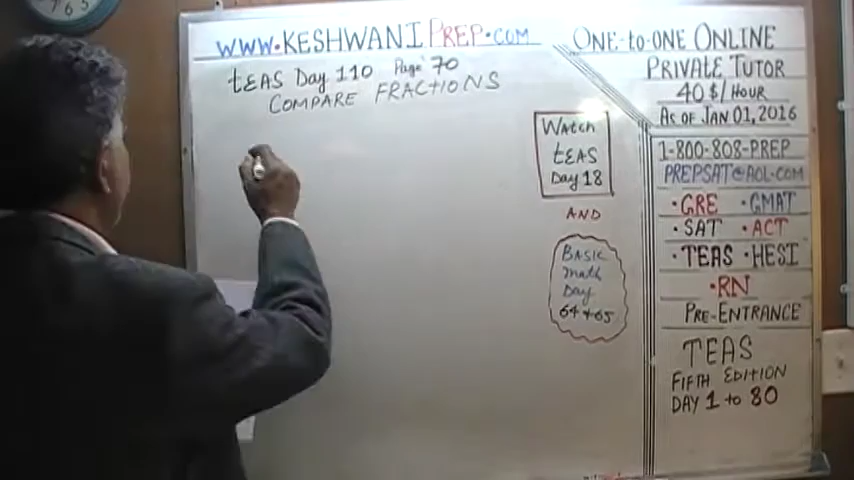 WWW.KESHWANIPREP.COM
tEAS Day 110 Page 70
COMPARE FRACTIONS
Watch
tEAS
Day 18
AND
BASIC
math
Day
64+65
ONE-to-ONE ONLINE
PRIVATE TUTOR
40$/HOUR
AS OF JAN 01, 2016
1-800-808-PREP
PREPSAT@AOL.COM
•GRE •GMAT
•SAT •ACT
•TEAS •HESI
•RN
PRE-ENTRANCE
TEAS
FIFTH EDITION
DAY 1 to 80